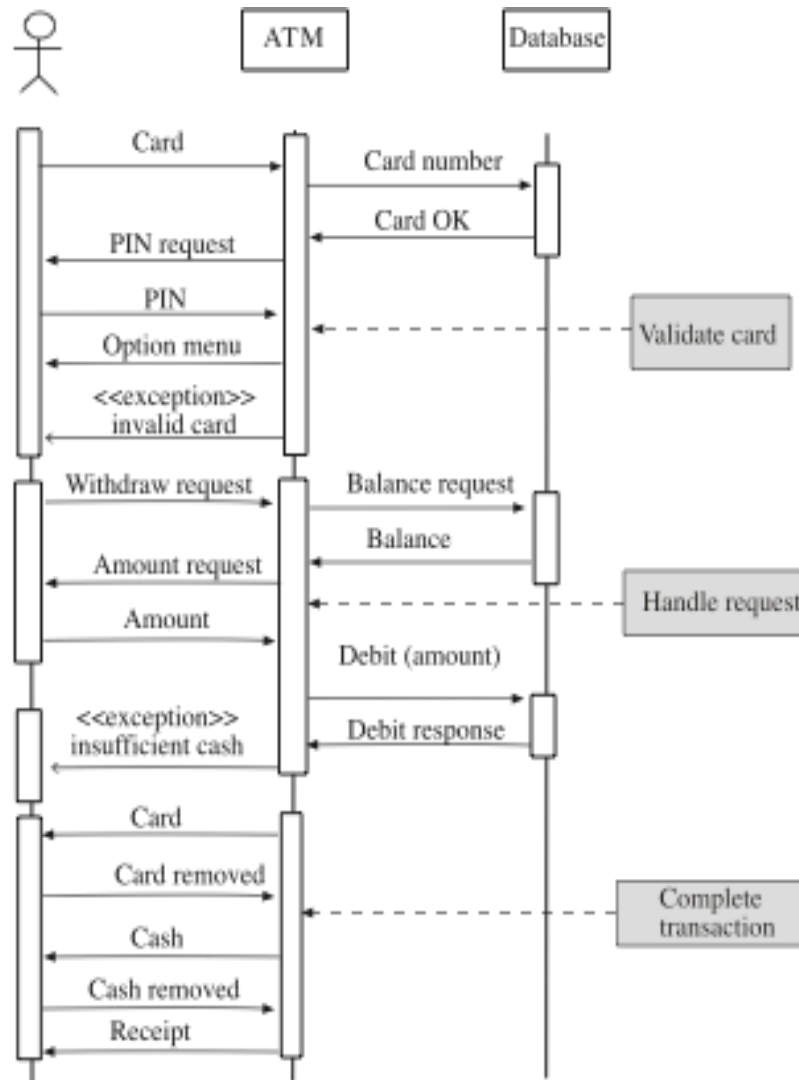 ATM
Database
Card
Card number
Card OK
PIN request
PIN
Validate card
Option menu
<<exception>>
invalid card
Withdraw request
Balance request
Balance
Amount request
Handle request
Amount
Debit (amount)
<<exception>>
insufficient cash
Debit response
Card
Card removed
Complete
transaction
Cash
Cash removed
Receipt